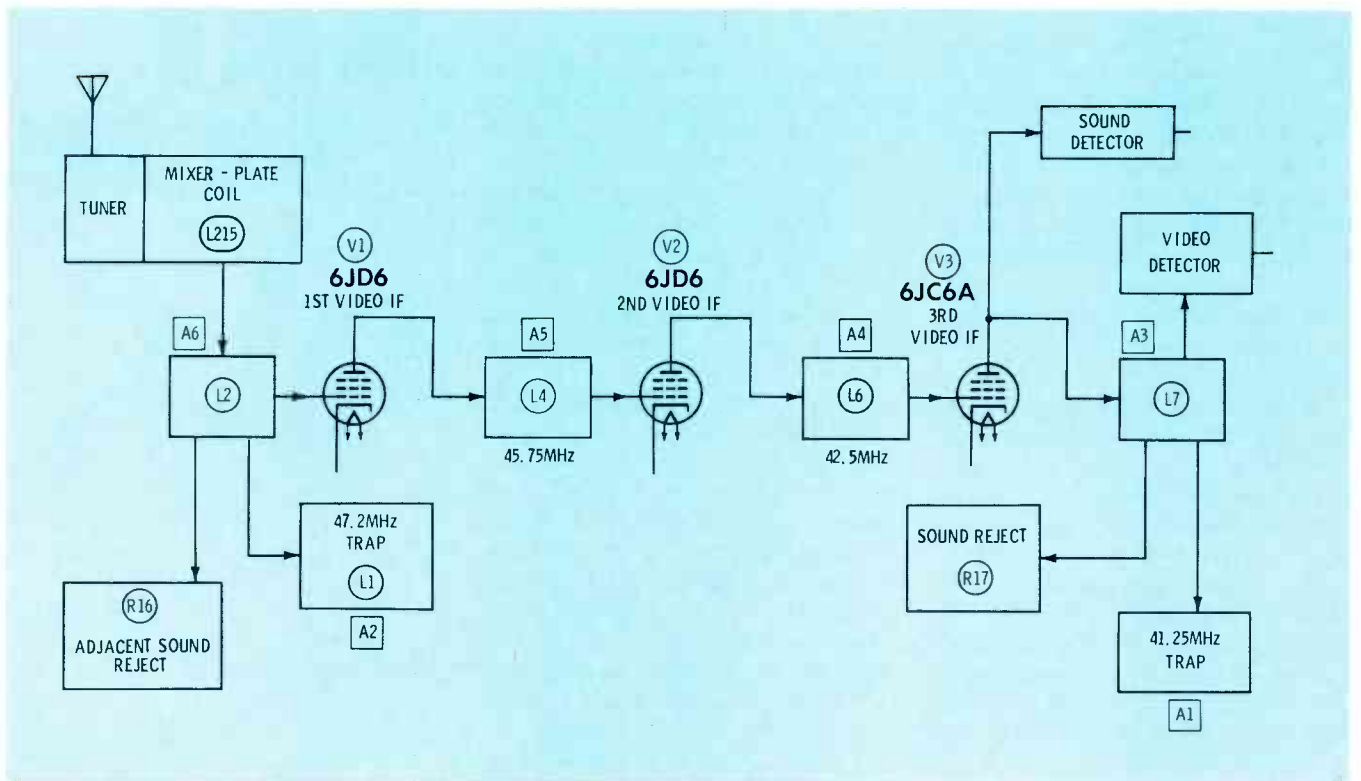 TUNER
MIXER - PLATE
COIL
L215
V1
6JD6
1ST VIDEO IF
V2
6JD6
2ND VIDEO IF
V3
6JC6A
3RD
VIDEO IF
SOUND
DETECTOR
VIDEO
DETECTOR
A6
L2
A5
L4
45.75MHz
A4
L6
42.5MHz
A3
L7
47.2MHz
TRAP
L1
A2
R16
ADJACENT SOUND
REJECT
SOUND REJECT
R17
41.25MHz
TRAP
A1